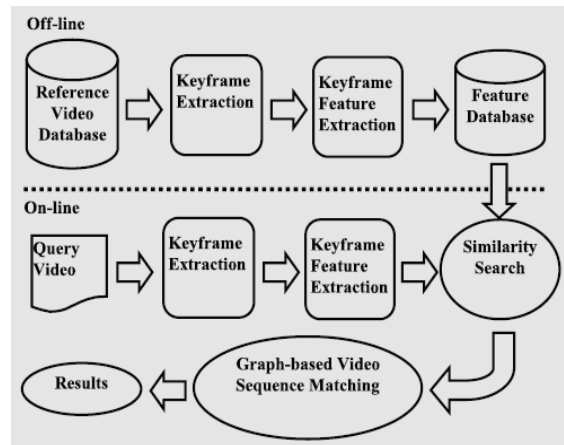 Off-line
Reference
Video
Database
Keyframe
Extraction
Keyframe
Feature
Extraction
Feature
Database
On-line
Query
Video
Keyframe
Extraction
Keyframe
Feature
Extraction
Similarity
Search
Graph-based Video
Sequence Matching
Results